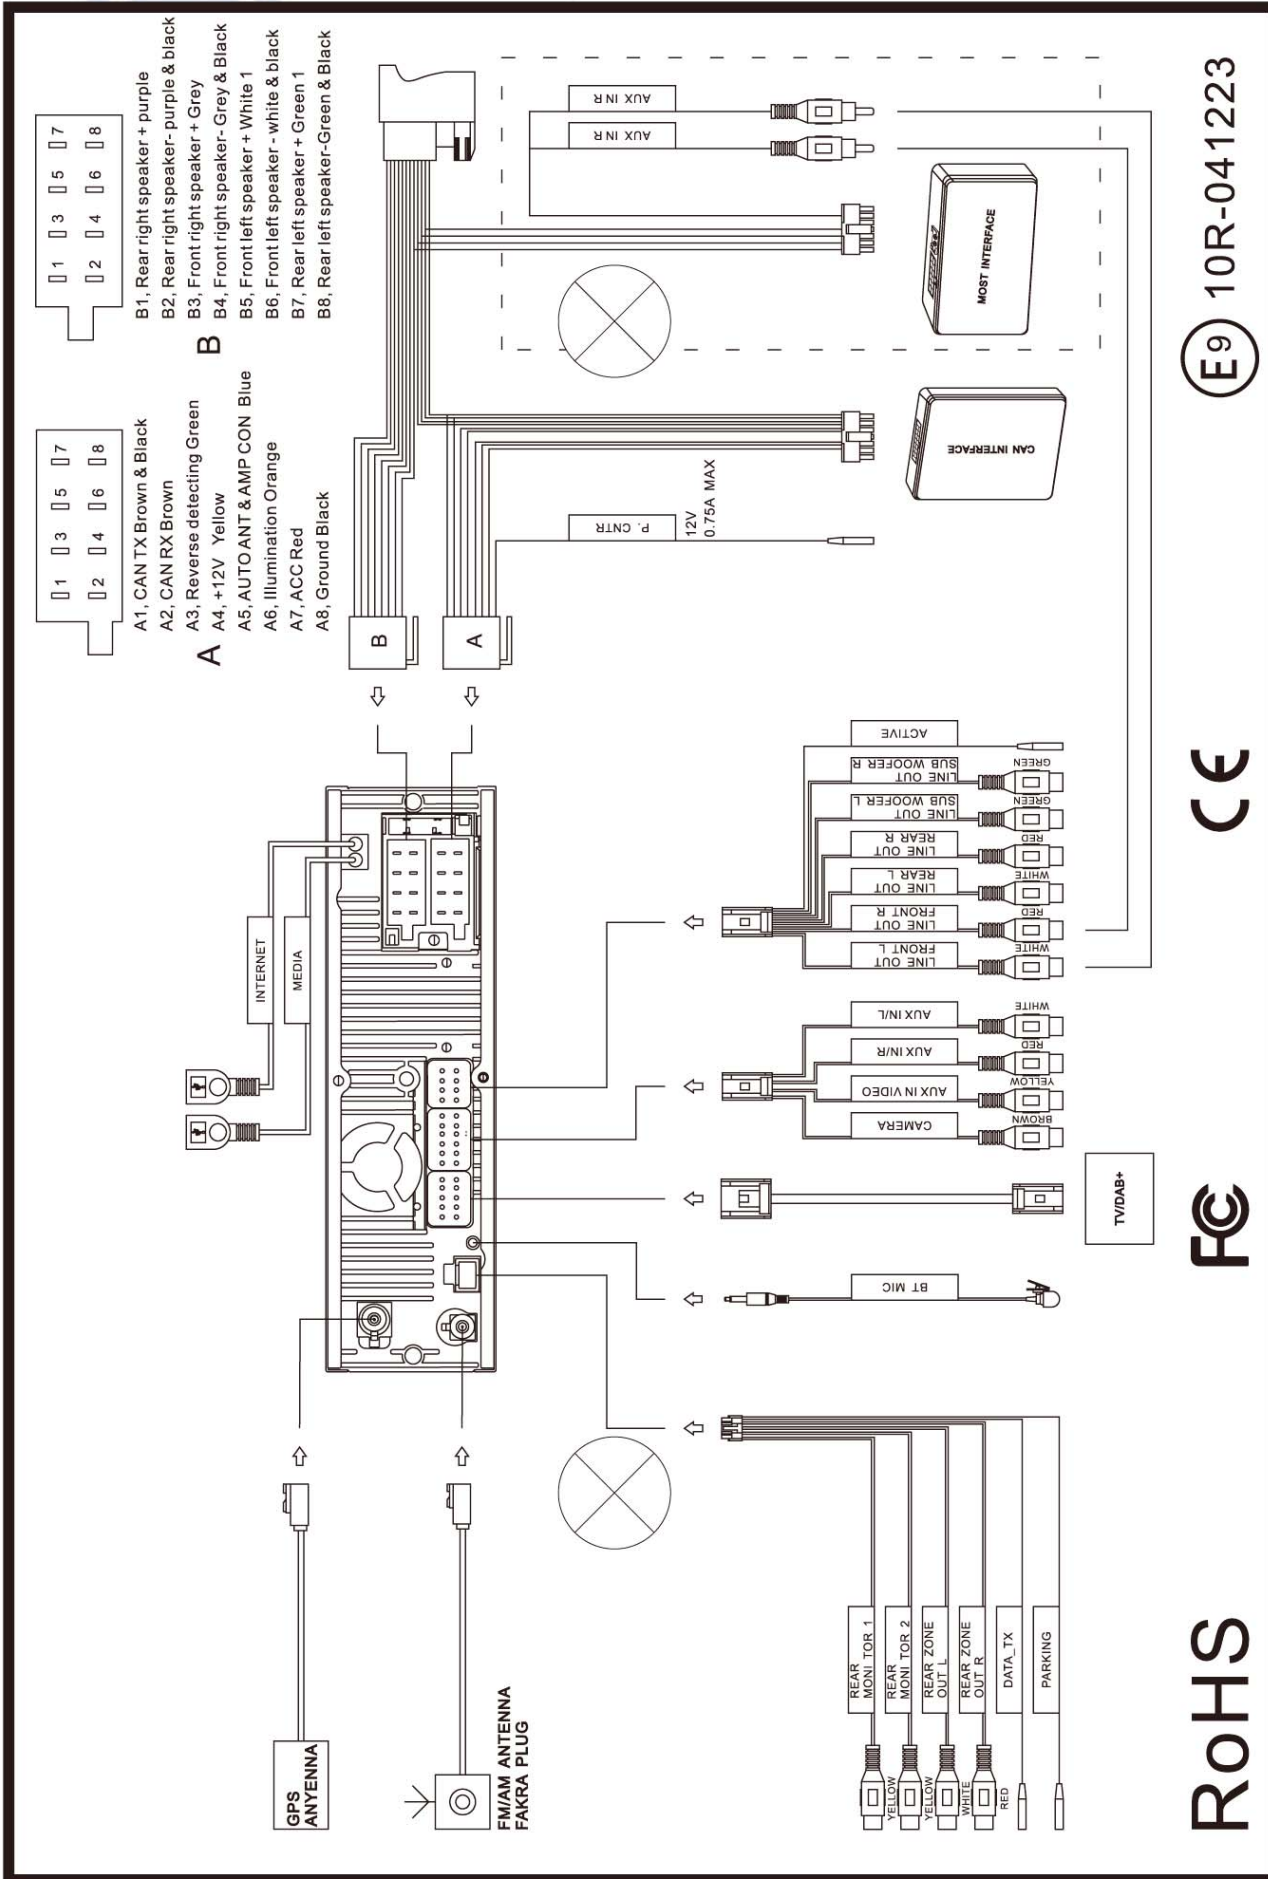 GPS
ANYENNA
FM/AM ANTENNA
FAKRA PLUG
INTERNET
MEDIA
1 3 5 7
2 4 6 8
A
A1, CAN TX Brown & Black
A2, CAN RX Brown
A3, Reverse detecting Green
A4, +12V Yellow
A5, AUTO ANT & AMP CON Blue
A6, Illumination Orange
A7, ACC Red
A8, Ground Black
1 3 5 7
2 4 6 8
B
B1, Rear right speaker + purple
B2, Rear right speaker- purple & black
B3, Front right speaker + Grey
B4, Front right speaker- Grey & Black
B5, Front left speaker + White 1
B6, Front left speaker - white & black
B7, Rear left speaker + Green 1
B8, Rear left speaker-Green & Black
B
A
P. CNTR
12V
0.75A MAX
AUX IN R
AUX IN R
CAN INTERFACE
MOST INTERFACE
REAR
MONI TOR 1
YELLOW
REAR
MONI TOR 2
YELLOW
REAR ZONE
OUT L
WHITE
REAR ZONE
OUT R
RED
DATA_TX
PARKING
BT MIC
TV/DAB+
CAMERA
BROWN
AUX IN VIDEO
YELLOW
AUX IN/R
RED
AUX IN/L
WHITE
LINE OUT
FRONT L
WHITE
LINE OUT
FRONT R
RED
LINE OUT
REAR L
WHITE
LINE OUT
REAR R
RED
LINE OUT
SUB WOOFER L
GREEN
LINE OUT
SUB WOOFER R
GREEN
ACTIVE
RoHS
FC
CE
E9 10R-041223